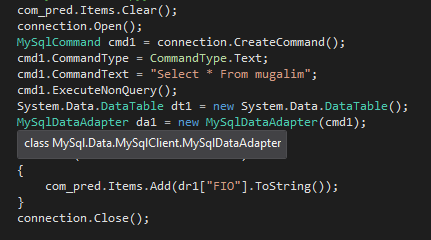 com_pred.Items.Clear();
connection.Open();
MySqlCommand cmd1 = connection.CreateCommand();
cmd1.CommandType = CommandType.Text;
cmd1.CommandText = "Select * From mugalim";
cmd1.ExecuteNonQuery();
System.Data.DataTable dt1 = new System.Data.DataTable();
MySqlDataAdapter da1 = new MySqlDataAdapter(cmd1);
class MySql.Data.MySqlClient.MySqlDataAdapter
{
com_pred.Items.Add(dr1["FIO"].ToString());
}
connection.Close();